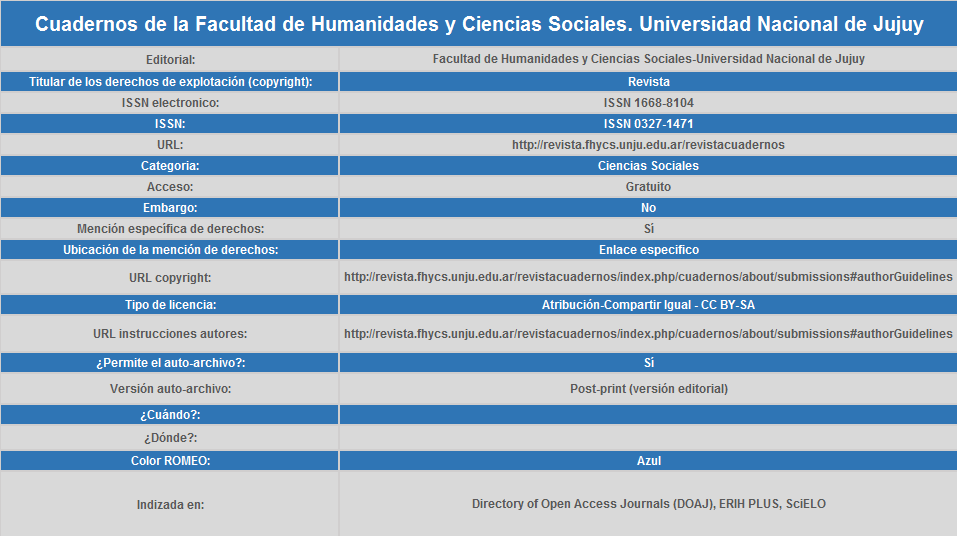 Cuadernos de la Facultad de Humanidades y Ciencias Sociales. Universidad Nacional de Jujuy
Editorial: Facultad de Humanidades y Ciencias Sociales-Universidad Nacional de Jujuy
Titular de los derechos de explotación (copyright): Revista
ISSN electronico: ISSN 1668-8104
ISSN: ISSN 0327-1471
URL: http://revista.fhycs.unju.edu.ar/revistacuadernos
Categoria: Ciencias Sociales
Acceso: Gratuito
Embargo: No
Mención específica de derechos: Sí
Ubicación de la mención de derechos: Enlace específico
URL copyright: http://revista.fhycs.unju.edu.ar/revistacuadernos/index.php/cuadernos/about/submissions#authorGuidelines
Tipo de licencia: Atribución-Compartir Igual - CC BY-SA
URL instrucciones autores: http://revista.fhycs.unju.edu.ar/revistacuadernos/index.php/cuadernos/about/submissions#authorGuidelines
¿Permite el auto-archivo?: Sí
Versión auto-archivo: Post-print (versión editorial)
¿Cuándo?:
¿Dónde?:
Color ROMEO: Azul
Indizada en: Directory of Open Access Journals (DOAJ), ERIH PLUS, SciELO